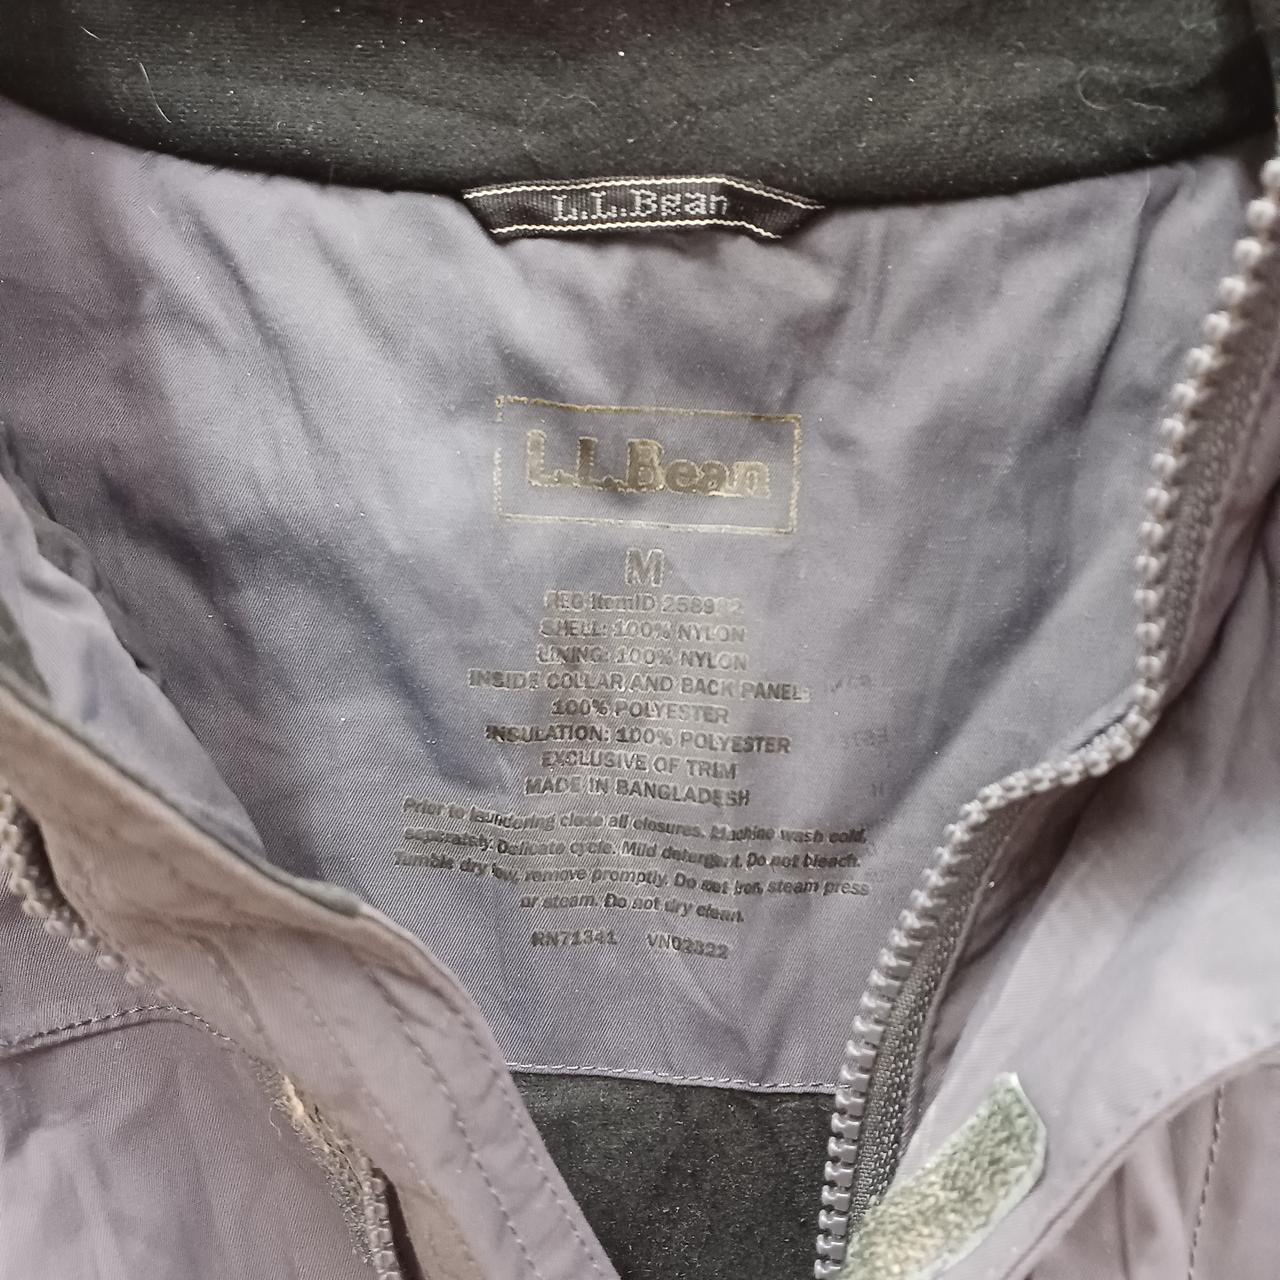 L.L.Bean
L.L.Bean
M
REG ItemID
SHELL: 100% NYLON
LINING: 100% NYLON
INSIDE COLLAR AND BACK PANEL:
100% POLYESTER
INSULATION: 100% POLYESTER
EXCLUSIVE OF TRIM
MADE IN BANGLADESH
Prior to laundering close all closures. Machine wash cold,
separately. Delicate cycle. Mild detergent. Do not bleach.
Tumble dry low, remove promptly. Do not iron, steam press
or steam. Do not dry clean.
RN71341 VN02322